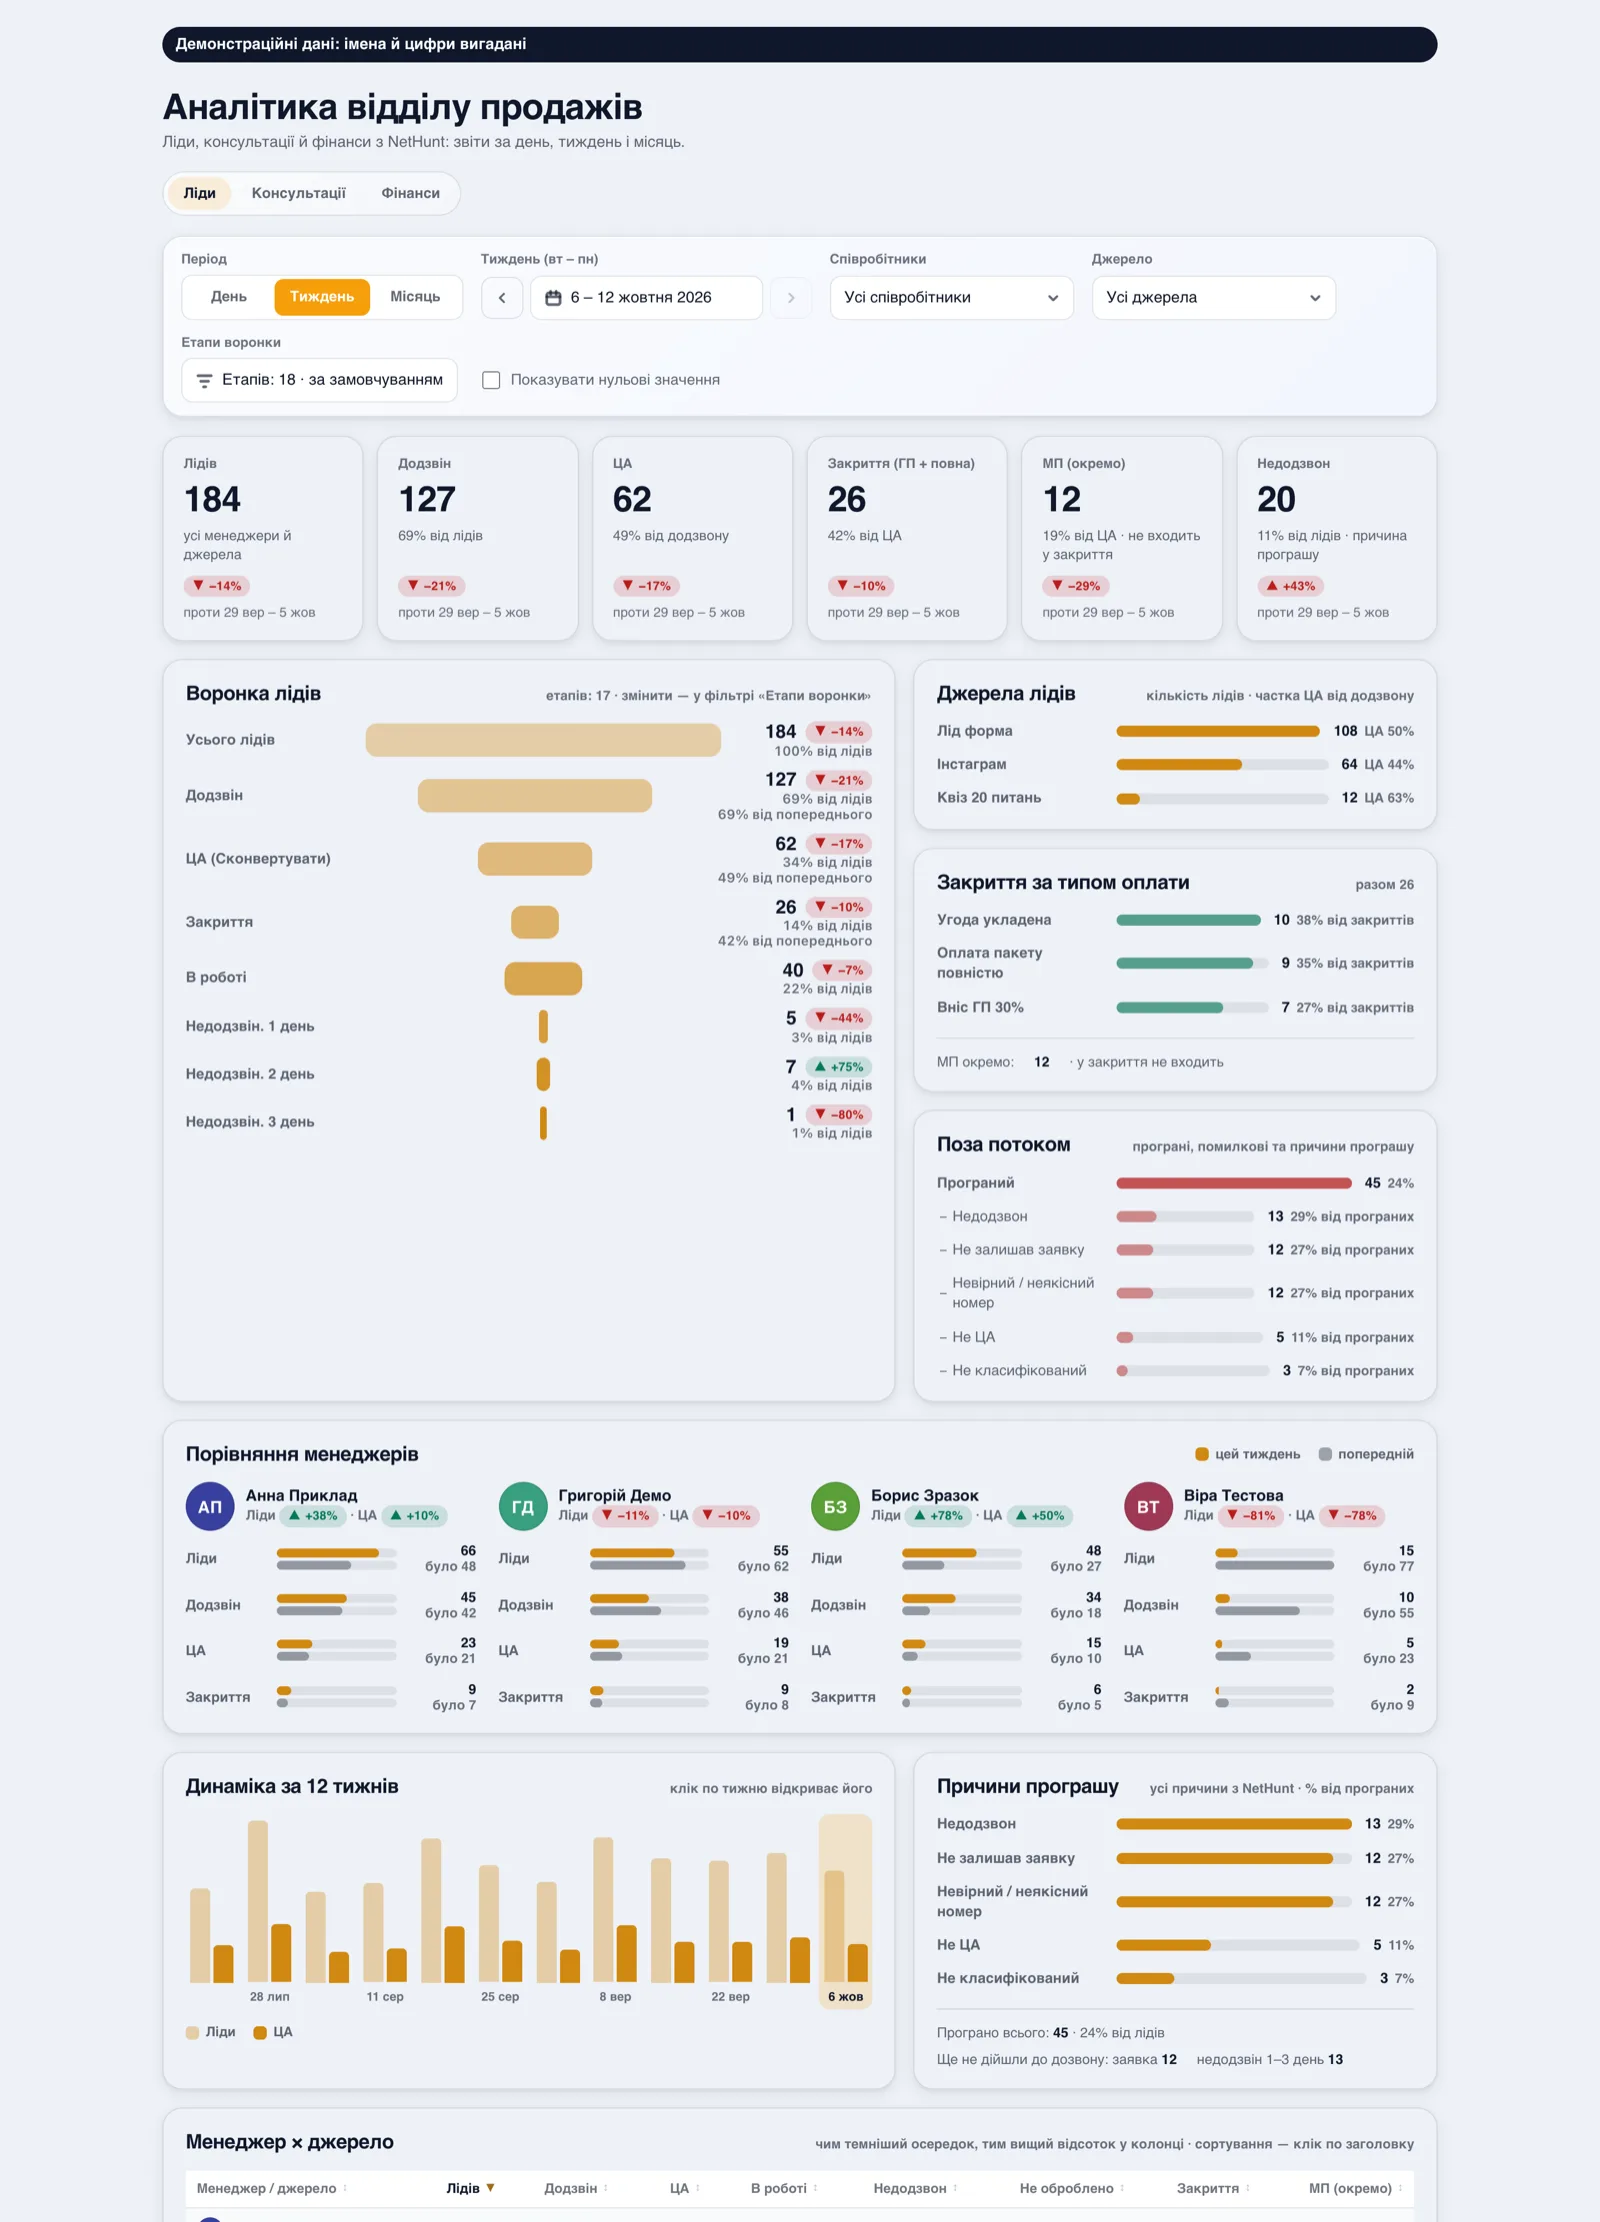 Демонстраційні дані: імена й цифри вигадані
Аналітика відділу продажів
Ліди, консультації й фінанси з NetHunt: звіти за день, тиждень і місяць.
Ліди Консультації Фінанси
Період Тиждень (вт – пн) Співробітники Джерело
День Тиждень Місяць 6 – 12 жовтня 2026 Усі співробітники Усі джерела
Етапи воронки
Етапів: 18 · за замовчуванням Показувати нульові значення
Лідів
184
усі менеджери й
джерела
▼ −14%
проти 29 вер – 5 жов
Додзвін
127
69% від лідів
▼ −21%
проти 29 вер – 5 жов
ЦА
62
49% від додзвону
▼ −17%
проти 29 вер – 5 жов
Закриття (ГП + повна)
26
42% від ЦА
▼ −10%
проти 29 вер – 5 жов
МП (окремо)
12
19% від ЦА · не входить
у закриття
▼ −29%
проти 29 вер – 5 жов
Недодзвон
20
11% від лідів · причина
програшу
▲ +43%
проти 29 вер – 5 жов
Воронка лідів етапів: 17 · змінити — у фільтрі «Етапи воронки»
Усього лідів 184 ▼ −14%
100% від лідів
Додзвін 127 ▼ −21%
69% від лідів
69% від попереднього
ЦА (Сконвертувати) 62 ▼ −17%
34% від лідів
49% від попереднього
Закриття 26 ▼ −10%
14% від лідів
42% від попереднього
В роботі 40 ▼ −7%
22% від лідів
Недодзвін. 1 день 5 ▼ −44%
3% від лідів
Недодзвін. 2 день 7 ▲ +75%
4% від лідів
Недодзвін. 3 день 1 ▼ −80%
1% від лідів
Джерела лідів кількість лідів · частка ЦА від додзвону
Лід форма 108 ЦА 50%
Інстаграм 64 ЦА 44%
Квіз 20 питань 12 ЦА 63%
Закриття за типом оплати разом 26
Угода укладена 10 38% від закриттів
Оплата пакету
повністю 9 35% від закриттів
Вніс ГП 30% 7 27% від закриттів
МП окремо: 12 · у закриття не входить
Поза потоком програні, помилкові та причини програшу
Програний 45 24%
– Недодзвон 13 29% від програних
– Не залишав заявку 12 27% від програних
– Невірний / неякісний
номер 12 27% від програних
– Не ЦА 5 11% від програних
– Не класифікований 3 7% від програних
Порівняння менеджерів цей тиждень попередній
АП Анна Приклад
Ліди ▲ +38% · ЦА ▲ +10%
Ліди 66
було 48
Додзвін 45
було 42
ЦА 23
було 21
Закриття 9
було 7
ГД Григорій Демо
Ліди ▼ −11% · ЦА ▼ −10%
Ліди 55
було 62
Додзвін 38
було 46
ЦА 19
було 21
Закриття 9
було 8
БЗ Борис Зразок
Ліди ▲ +78% · ЦА ▲ +50%
Ліди 48
було 27
Додзвін 34
було 18
ЦА 15
було 10
Закриття 6
було 5
ВТ Віра Тестова
Ліди ▼ −81% · ЦА ▼ −78%
Ліди 15
було 77
Додзвін 10
було 55
ЦА 5
було 23
Закриття 2
було 9
Динаміка за 12 тижнів клік по тижню відкриває його
28 лип 11 сер 25 сер 8 вер 22 вер 6 жов
Ліди ЦА
Причини програшу усі причини з NetHunt · % від програних
Недодзвон 13 29%
Не залишав заявку 12 27%
Невірний / неякісний
номер 12 27%
Не ЦА 5 11%
Не класифікований 3 7%
Програно всього: 45 · 24% від лідів
Ще не дійшли до дозвону: заявка 12 недодзвін 1–3 день 13
Менеджер × джерело чим темніший осередок, тим вищий відсоток у колонці · сортування — клік по заголовку
Менеджер / джерело Лідів ▼ Додзвін ЦА В роботі Недодзвон Не оброблено Закриття МП (окремо)